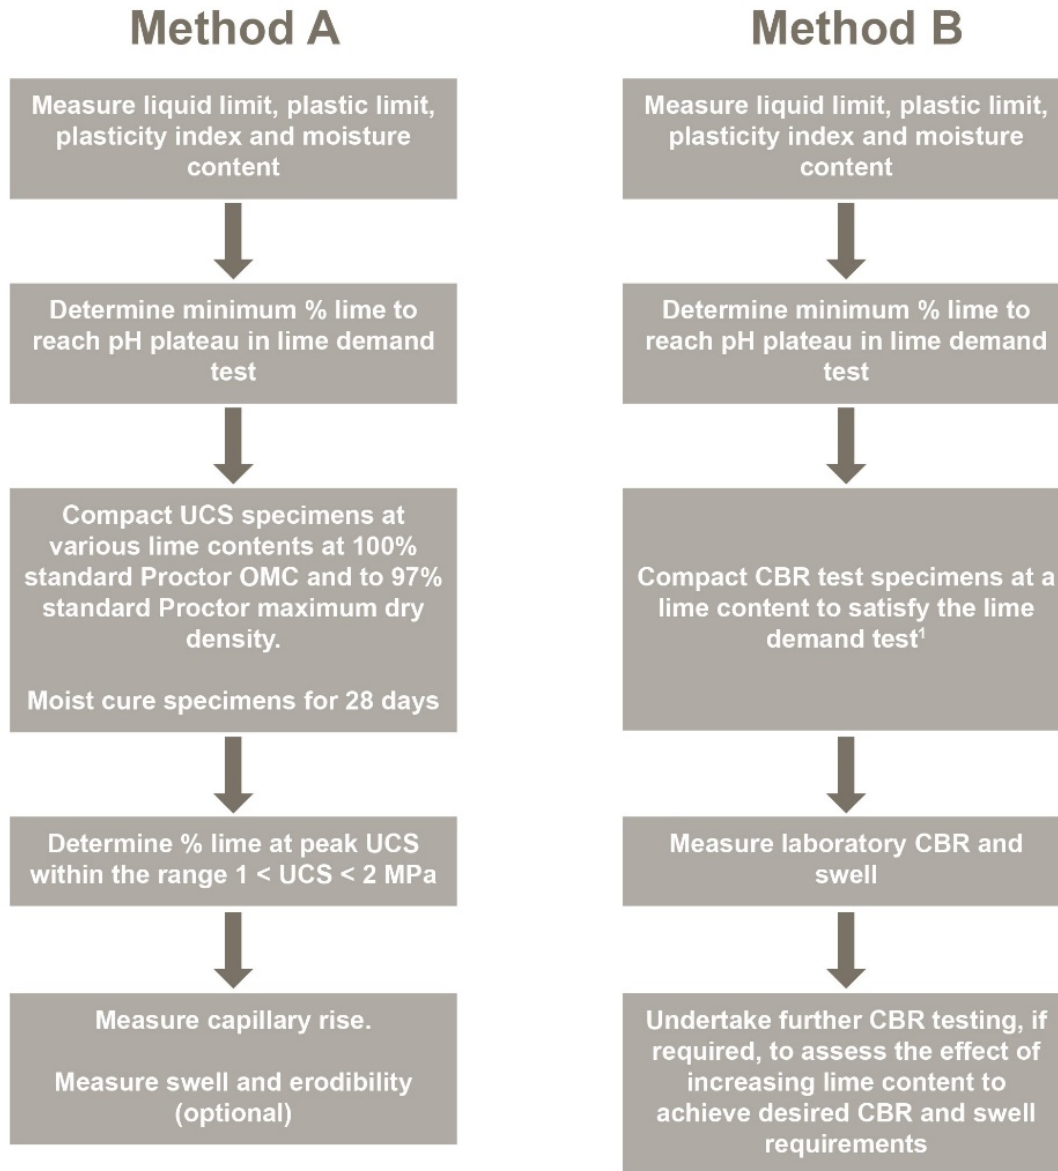 Method A
Measure liquid limit, plastic limit,
plasticity index and moisture
content
Determine minimum % lime to
reach pH plateau in lime demand
test
Compact UCS specimens at
various lime contents at 100%
standard Proctor OMC and to 97%
standard Proctor maximum dry
density.
Moist cure specimens for 28 days
Determine % lime at peak UCS
within the range 1 < UCS < 2 MPa
Measure capillary rise.
Measure swell and erodibility
(optional)
Method B
Measure liquid limit, plastic limit,
plasticity index and moisture
content
Determine minimum % lime to
reach pH plateau in lime demand
test
Compact CBR test specimens at a
lime content to satisfy the lime
demand test¹
Measure laboratory CBR and
swell
Undertake further CBR testing, if
required, to assess the effect of
increasing lime content to
achieve desired CBR and swell
requirements